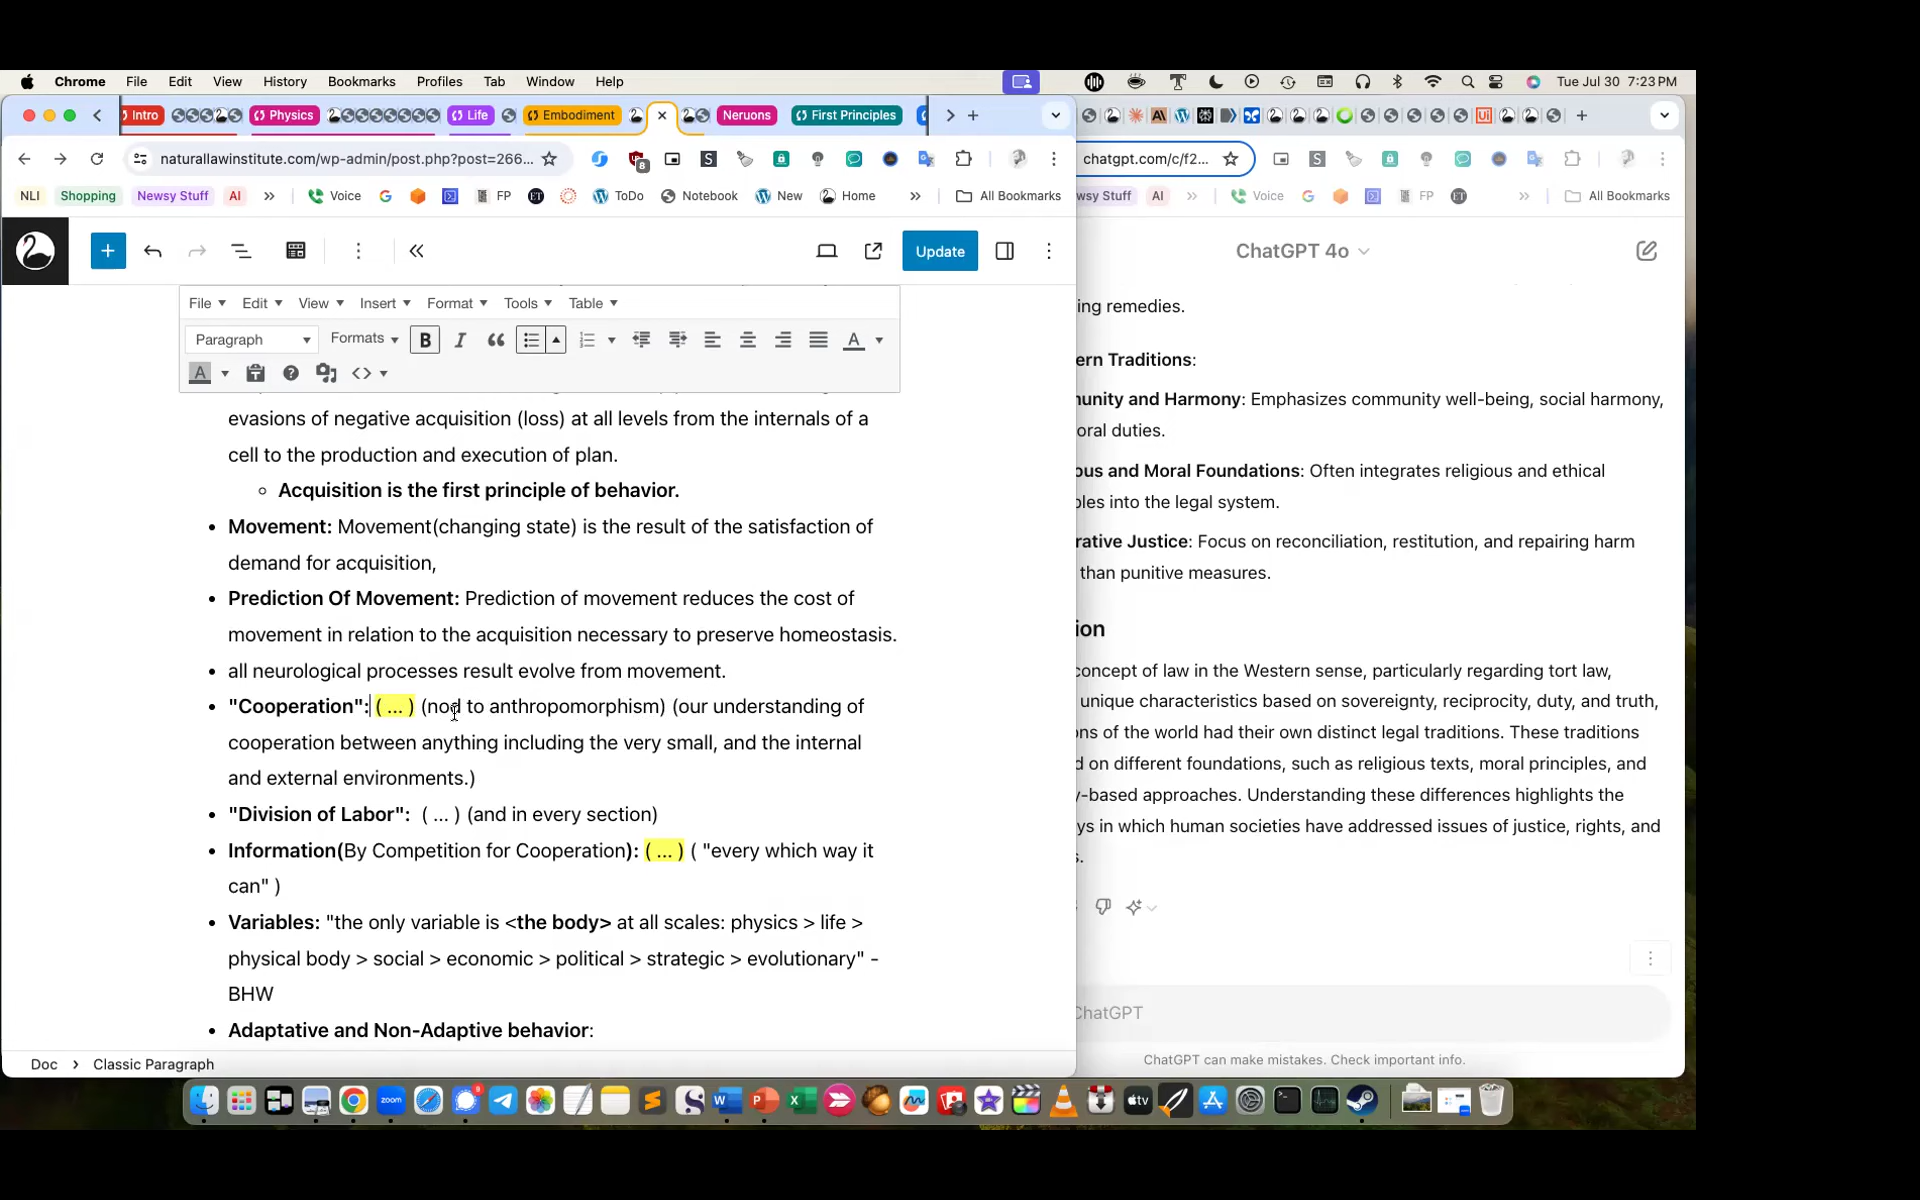 Chrome File Edit View History Bookmarks Profiles Tab Window Help
Tue Jul 30 7:23 PM
Intro Physics Life Embodiment Neruons First Principles
naturallawinstitute.com/wp-admin/post.php?post=266...
8
chatgpt.com/c/f2...
NLI Shopping Newsy Stuff AI Voice FP ToDo Notebook New Home All Bookmarks
wsy Stuff AI Voice FP All Bookmarks
Update
ChatGPT 4o
File Edit View Insert Format Tools Table
Paragraph Formats B I A
A
evasions of negative acquisition (loss) at all levels from the internals of a
cell to the production and execution of plan.
Acquisition is the first principle of behavior.
Movement: Movement(changing state) is the result of the satisfaction of
demand for acquisition,
Prediction Of Movement: Prediction of movement reduces the cost of
movement in relation to the acquisition necessary to preserve homeostasis.
all neurological processes result evolve from movement.
"Cooperation": ( ... ) (nod to anthropomorphism) (our understanding of
cooperation between anything including the very small, and the internal
and external environments.)
"Division of Labor": ( ... ) (and in every section)
Information(By Competition for Cooperation): ( ... ) ( "every which way it
can" )
Variables: "the only variable is <the body> at all scales: physics > life >
physical body > social > economic > political > strategic > evolutionary" -
BHW
Adaptative and Non-Adaptive behavior:
Doc > Classic Paragraph
ing remedies.
ern Traditions:
unity and Harmony: Emphasizes community well-being, social harmony,
oral duties.
ous and Moral Foundations: Often integrates religious and ethical
ples into the legal system.
rative Justice: Focus on reconciliation, restitution, and repairing harm
than punitive measures.
ion
concept of law in the Western sense, particularly regarding tort law,
unique characteristics based on sovereignty, reciprocity, duty, and truth,
ons of the world had their own distinct legal traditions. These traditions
d on different foundations, such as religious texts, moral principles, and
y-based approaches. Understanding these differences highlights the
ys in which human societies have addressed issues of justice, rights, and
s.
ChatGPT
ChatGPT can make mistakes. Check important info.
zoom
tv